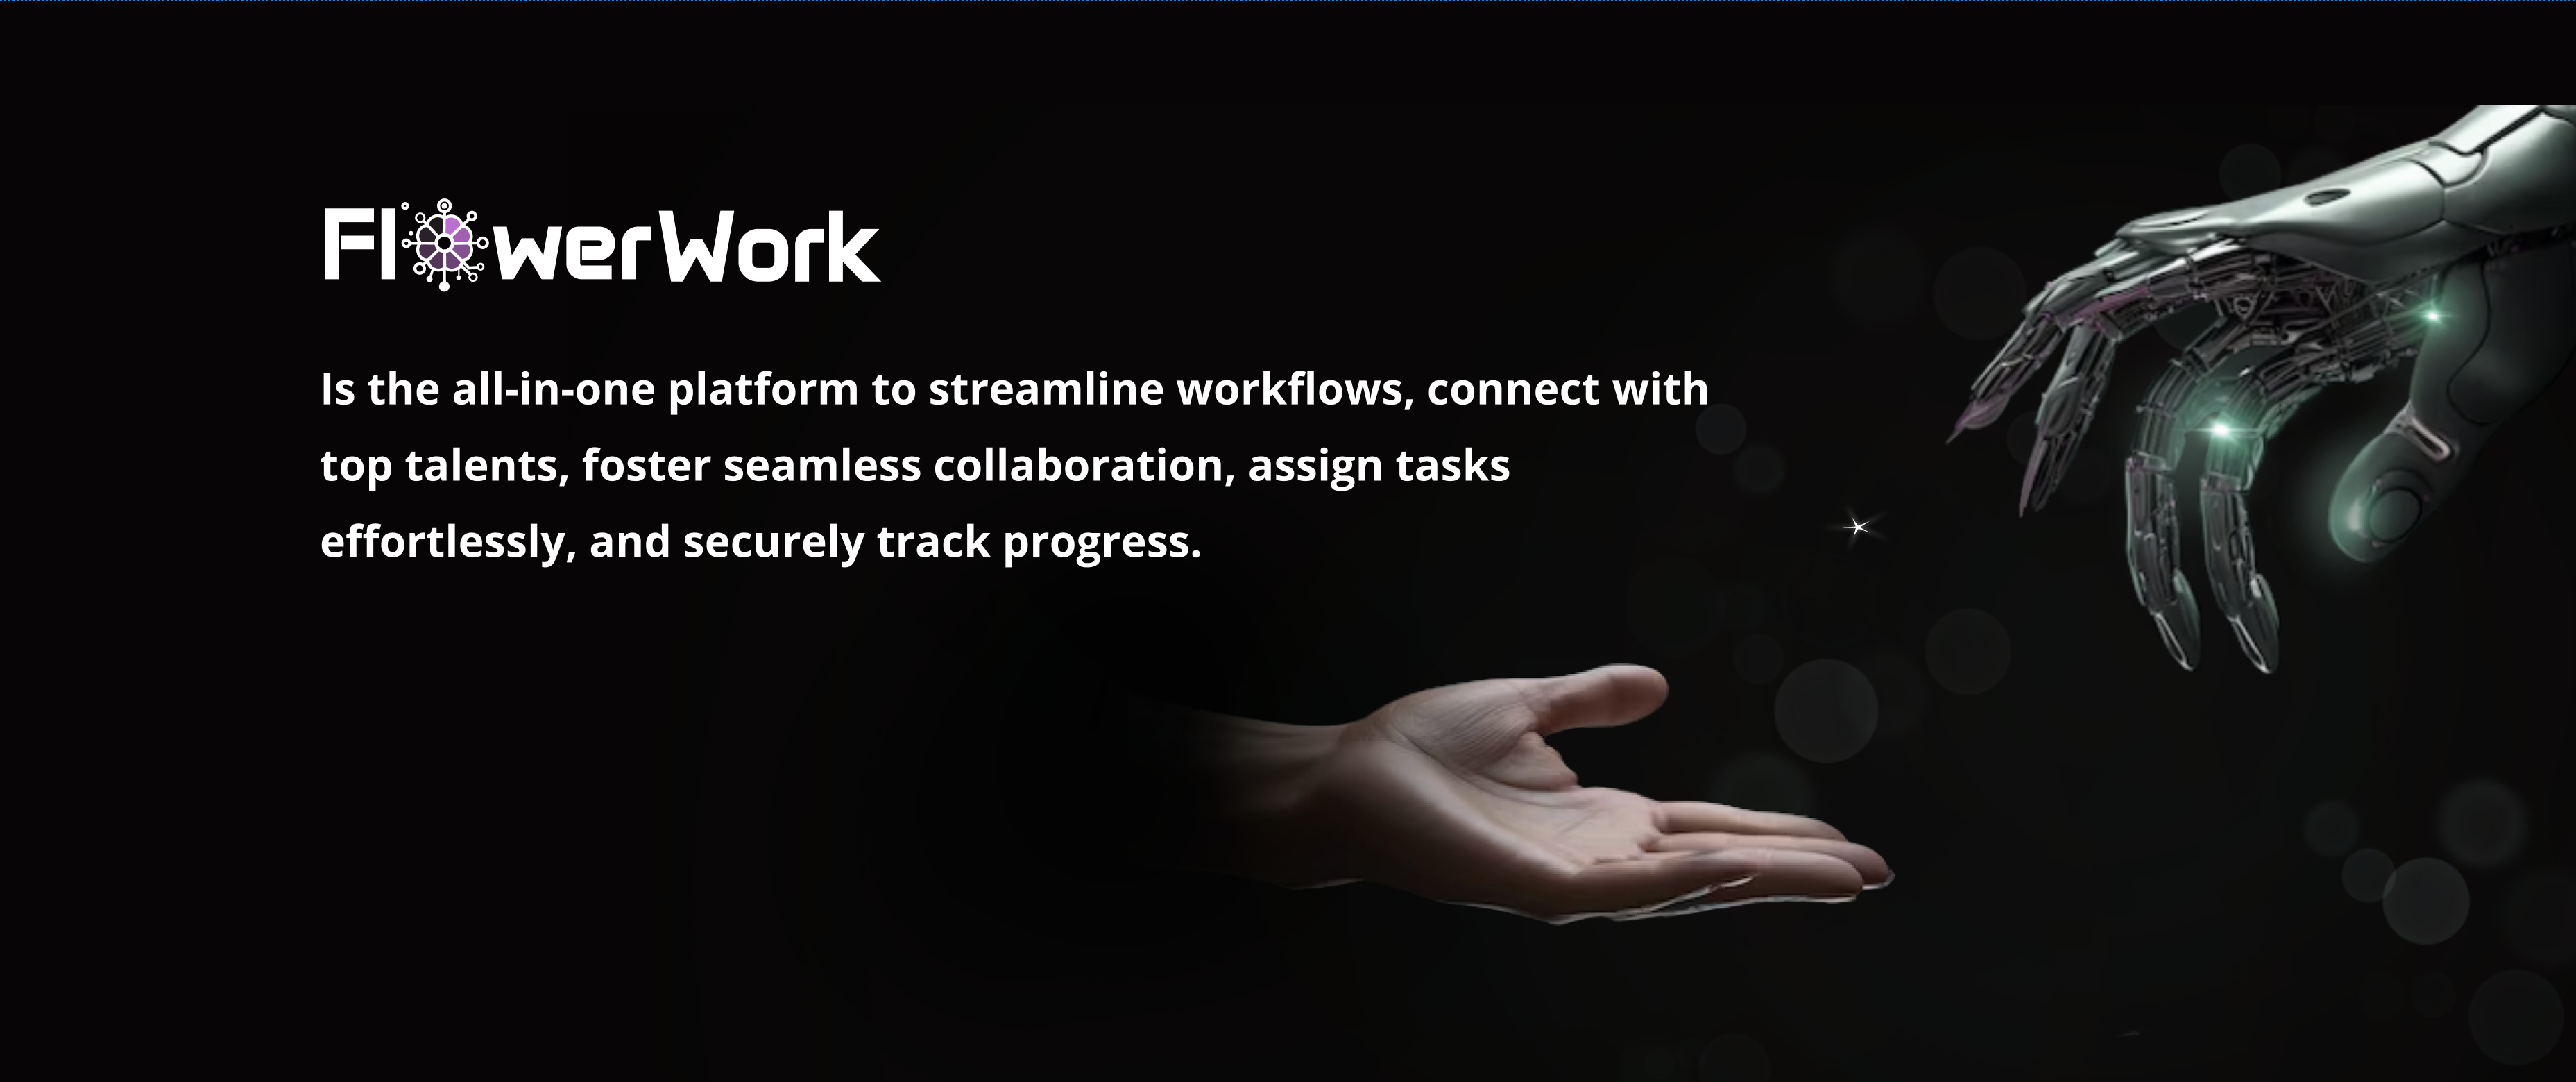 FlowerWork
Is the all-in-one platform to streamline workflows, connect with
top talents, foster seamless collaboration, assign tasks
effortlessly, and securely track progress.